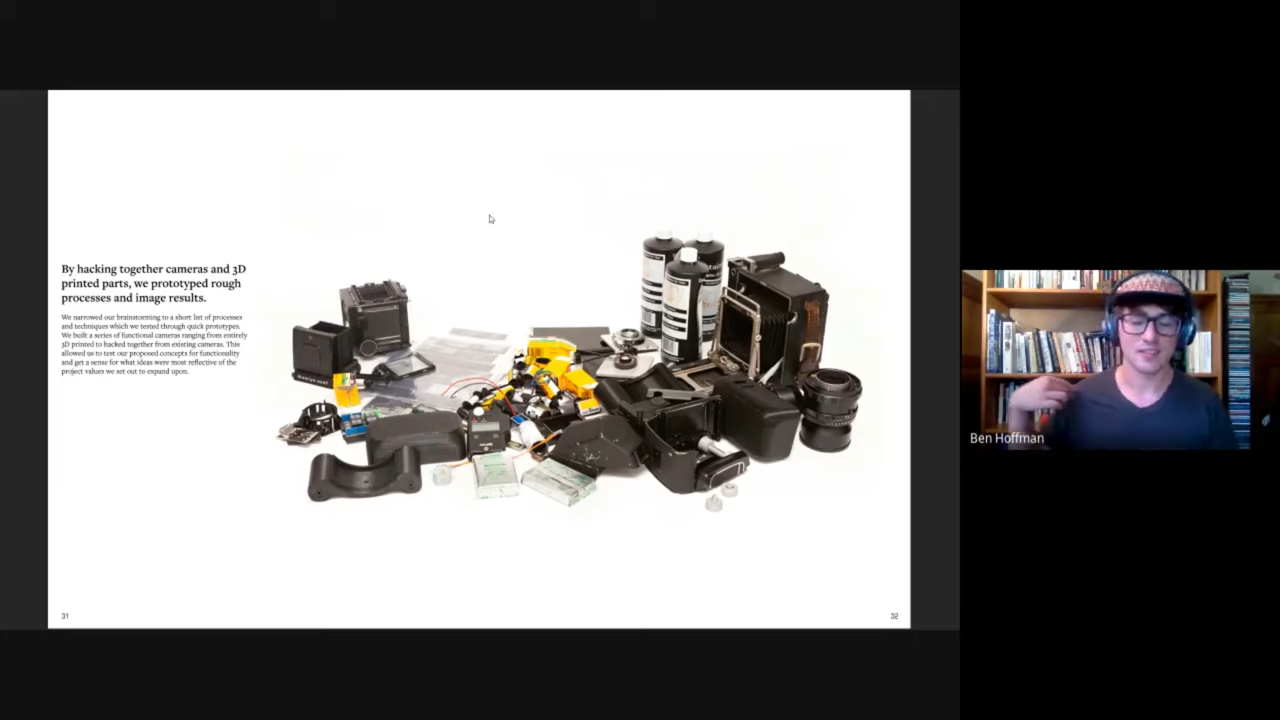 By hacking together cameras and 3D
printed parts, we prototyped rough
processes and image results.
We narrowed our brainstorming to a short list of processes
and techniques which we tested through quick prototypes.
We built a series of functional cameras ranging from entirely
3D printed to hacked together from existing cameras. This
allowed us to test our proposed concepts for functionality
and get a sense for what ideas were most reflective of the
project values we set out to expand upon.
31
32
Ben Hoffman